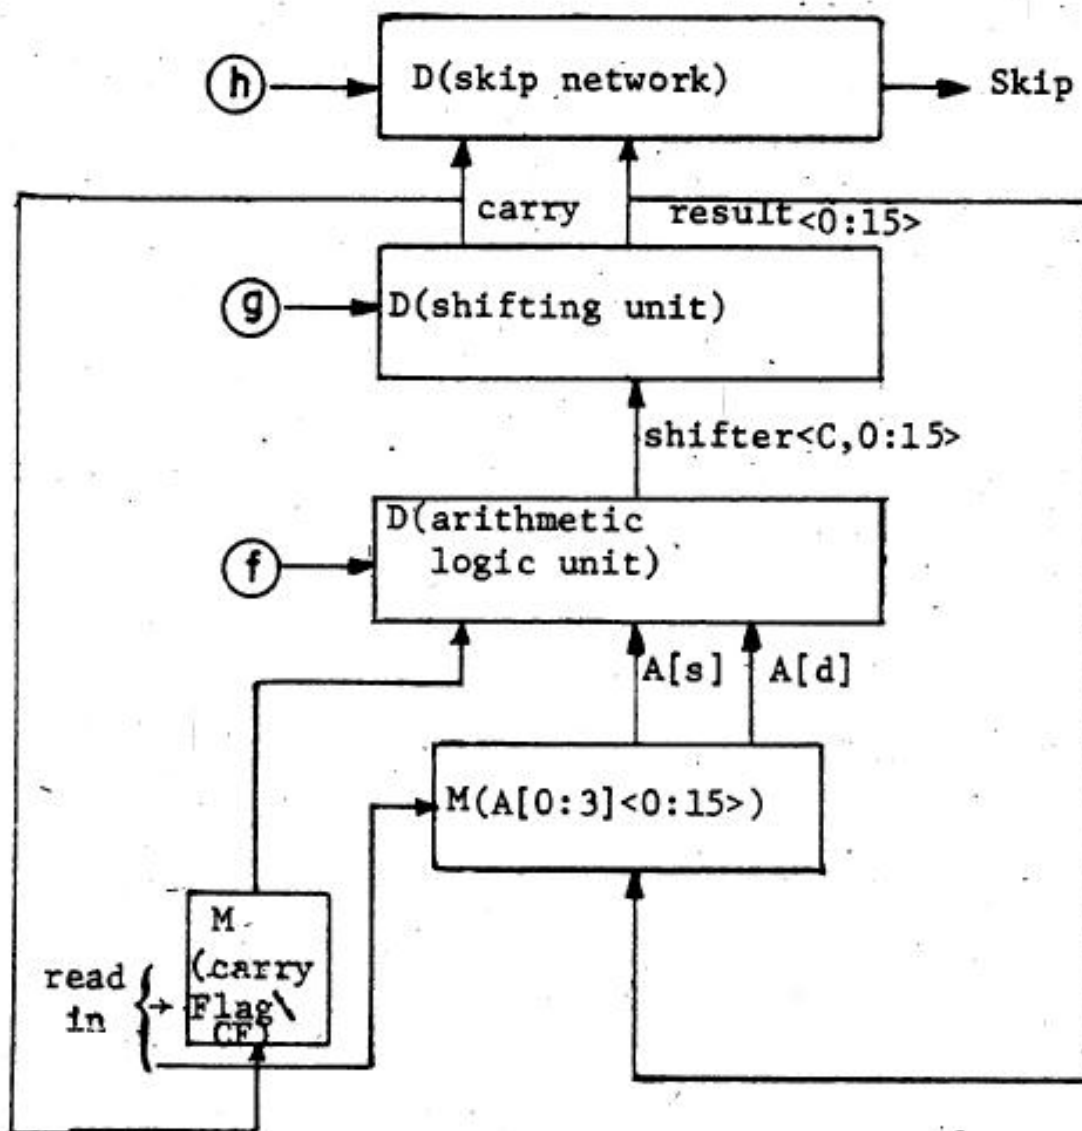 h
D(skip network)
Skip
carry
result<0:15>
g
D(shifting unit)
shifter<C,0:15>
D(arithmetic
logic unit)
f
A[s]
A[d]
M(A[0:3]<0:15>)
M
(carry
Flag\
CF)
read
in